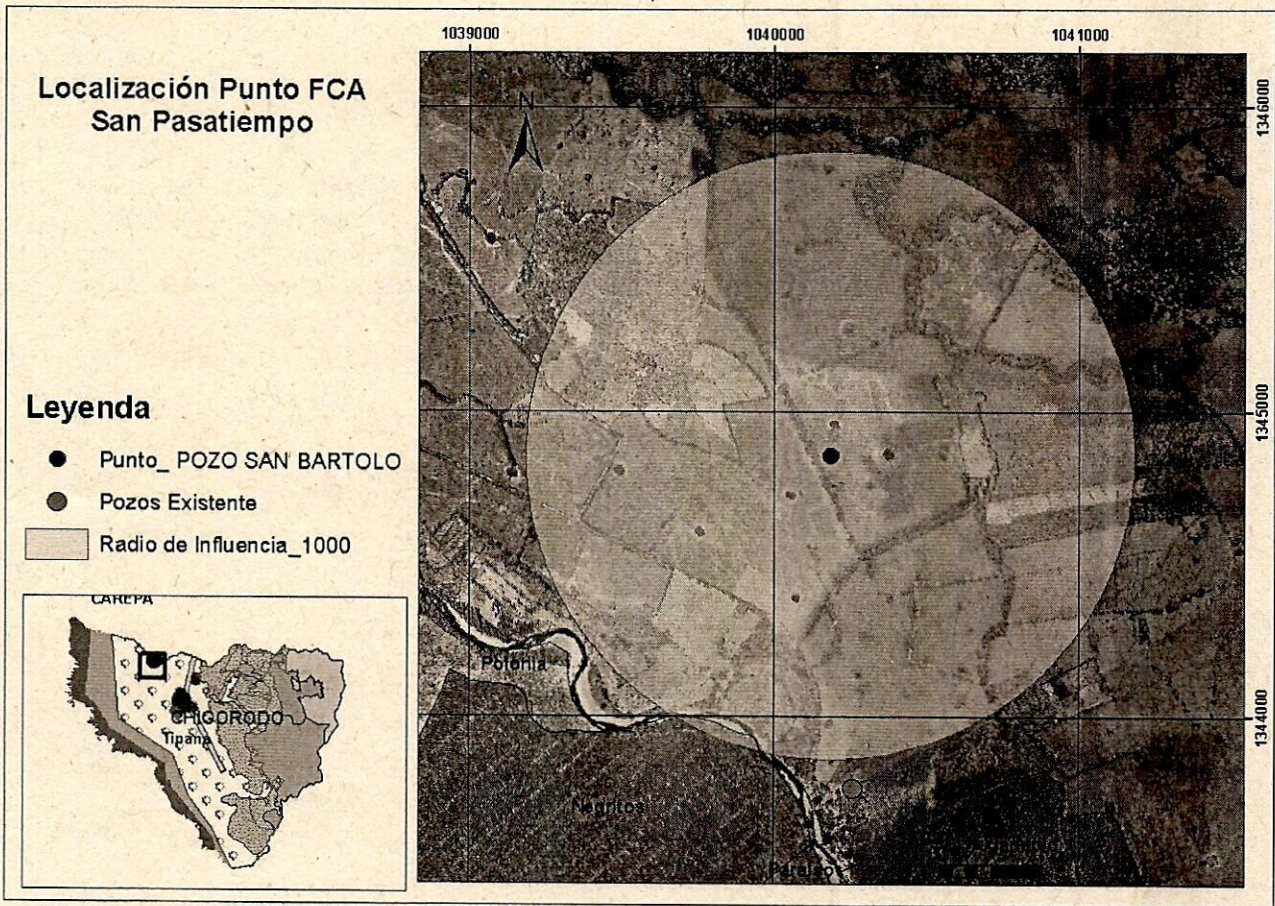 Localización Punto FCA
San Pasatiempo
Leyenda
Punto_ POZO SAN BARTOLO
Pozos Existente
Radio de Influencia_1000
CAREPA
CHIGORODO
Tipana
1039000
1040000
1041000
N
1346000
1345000
1344000
Polonia
Negritos